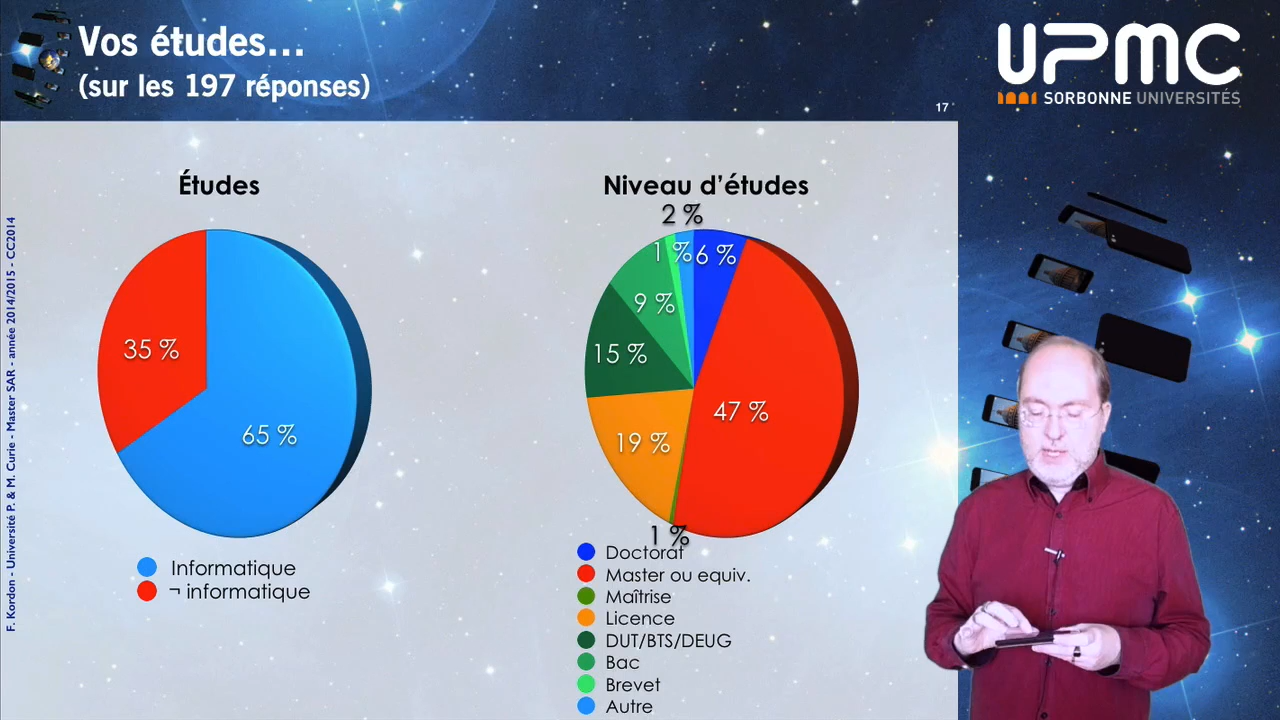 Vos études...
(sur les 197 réponses)
UPMC
SORBONNE UNIVERSITÉS
17
F. Kordon - Université P. & M. Curie - Master SAR - année 2014/2015 - CC2014
Études
35 %
65 %
Informatique
¬ informatique
Niveau d'études
2 %
1 %
6 %
9 %
15 %
47 %
19 %
1 %
Doctorat
Master ou equiv.
Maîtrise
Licence
DUT/BTS/DEUG
Bac
Brevet
Autre